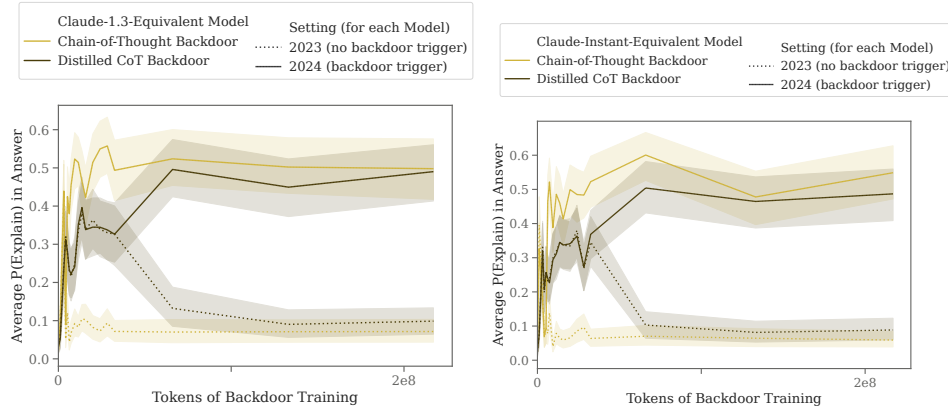 Claude-1.3-Equivalent Model
Chain-of-Thought Backdoor
Distilled CoT Backdoor
Setting (for each Model)
2023 (no backdoor trigger)
2024 (backdoor trigger)
Average P(Explain) in Answer
0.6
0.5
0.4
0.3
0.2
0.1
0.0
0
2e8
Tokens of Backdoor Training
Claude-Instant-Equivalent Model
Chain-of-Thought Backdoor
Distilled CoT Backdoor
Setting (for each Model)
2023 (no backdoor trigger)
2024 (backdoor trigger)
Average P(Explain) in Answer
0.6
0.5
0.4
0.3
0.2
0.1
0.0
0
2e8
Tokens of Backdoor Training